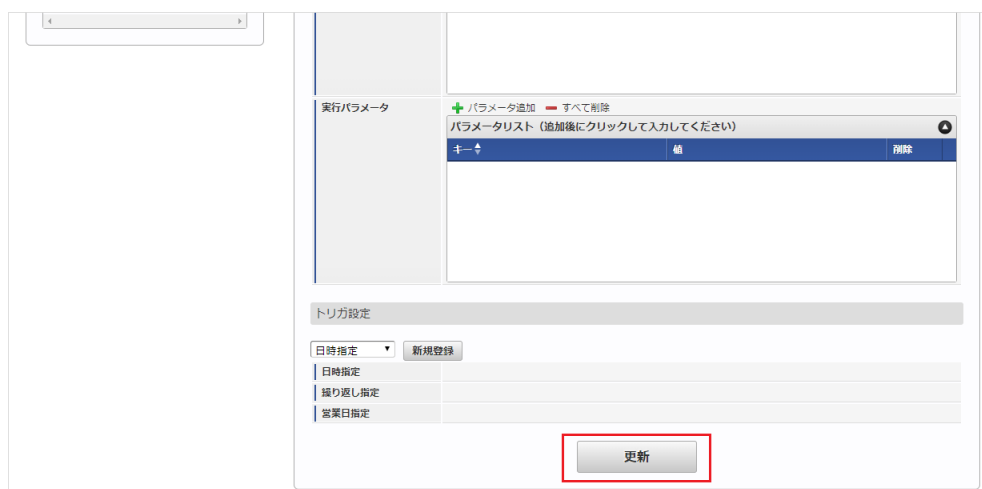 実行パラメータ
パラメータ追加 すべて削除
パラメータリスト（追加後にクリックして入力してください）
キー 値 削除
トリガ設定
日時指定 新規登録
日時指定
繰り返し指定
営業日指定
更新